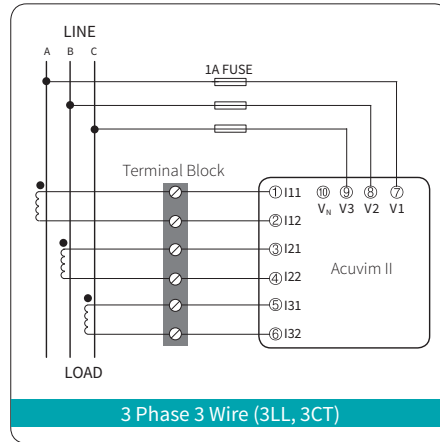 LINE
A B C
1A FUSE
Terminal Block
①I11 ⑩ ⑨ ⑧ ⑦
V_N V3 V2 V1
②I12
③I21
Acuvim II
④I22
⑤I31
⑥I32
LOAD
3 Phase 3 Wire (3LL, 3CT)